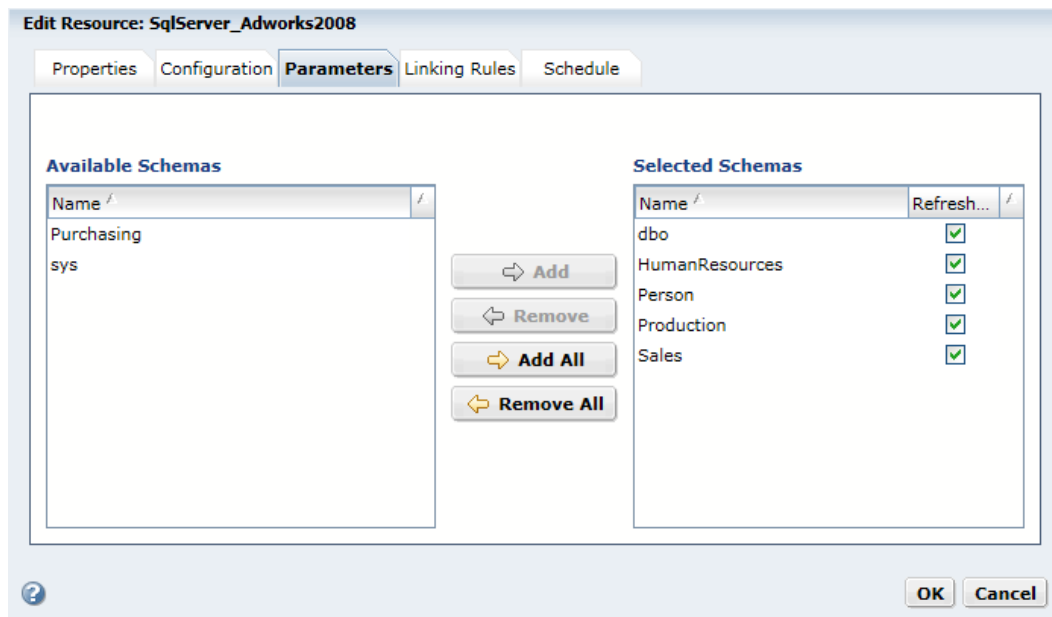 Edit Resource: SqlServer_Adworks2008
Properties Configuration Parameters Linking Rules Schedule
Available Schemas
Name
Purchasing
sys
Add
Remove
Add All
Remove All
Selected Schemas
Name Refresh...
dbo
HumanResources
Person
Production
Sales
?
OK Cancel